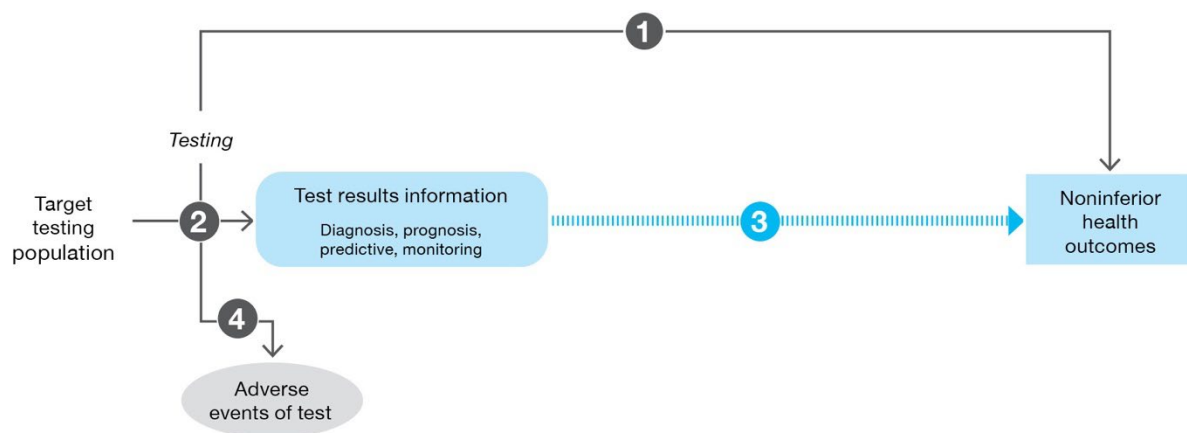 1
Testing
Target
testing
population
2
Test results information
Diagnosis, prognosis,
predictive, monitoring
3
Noninferior
health
outcomes
4
Adverse
events of test